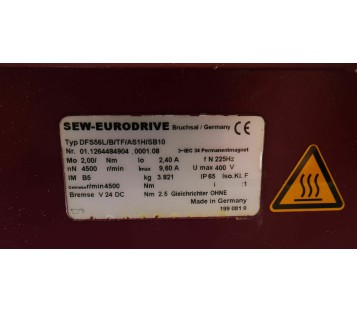 SEW-EURODRIVE Bruchsal / Germany CE
Typ DFS56L/B/TF/AS1H/SB10
Nr. 01.1264484904 .0001.08 3~IEC 34 Permanentmagnet
Mo 2,00/ Nm Io 2,40 A f N 225Hz
nN 4500 r/min Imax 9,60 A U max 400 V
IM B5 kg 3.821 IP 65 Iso.Kl. F
r/min 4500 Nm i :1
Bremse V 24 DC Nm 2.5 Gleichrichter OHNE
Made in Germany
199 081 0